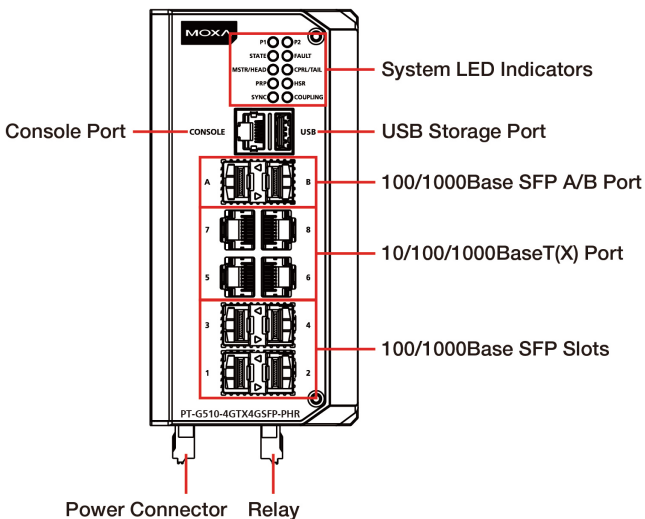 MOXA
P1 P2
STATE FAULT
MSTR/HEAD CPRL/TAIL
PRP HSR
SYNC COUPLING
System LED Indicators
Console Port
CONSOLE USB
USB Storage Port
A B
100/1000Base SFP A/B Port
7 8
10/100/1000BaseT(X) Port
5 6
3 4
100/1000Base SFP Slots
1 2
PT-G510-4GTX4GSFP-PHR
Power Connector Relay